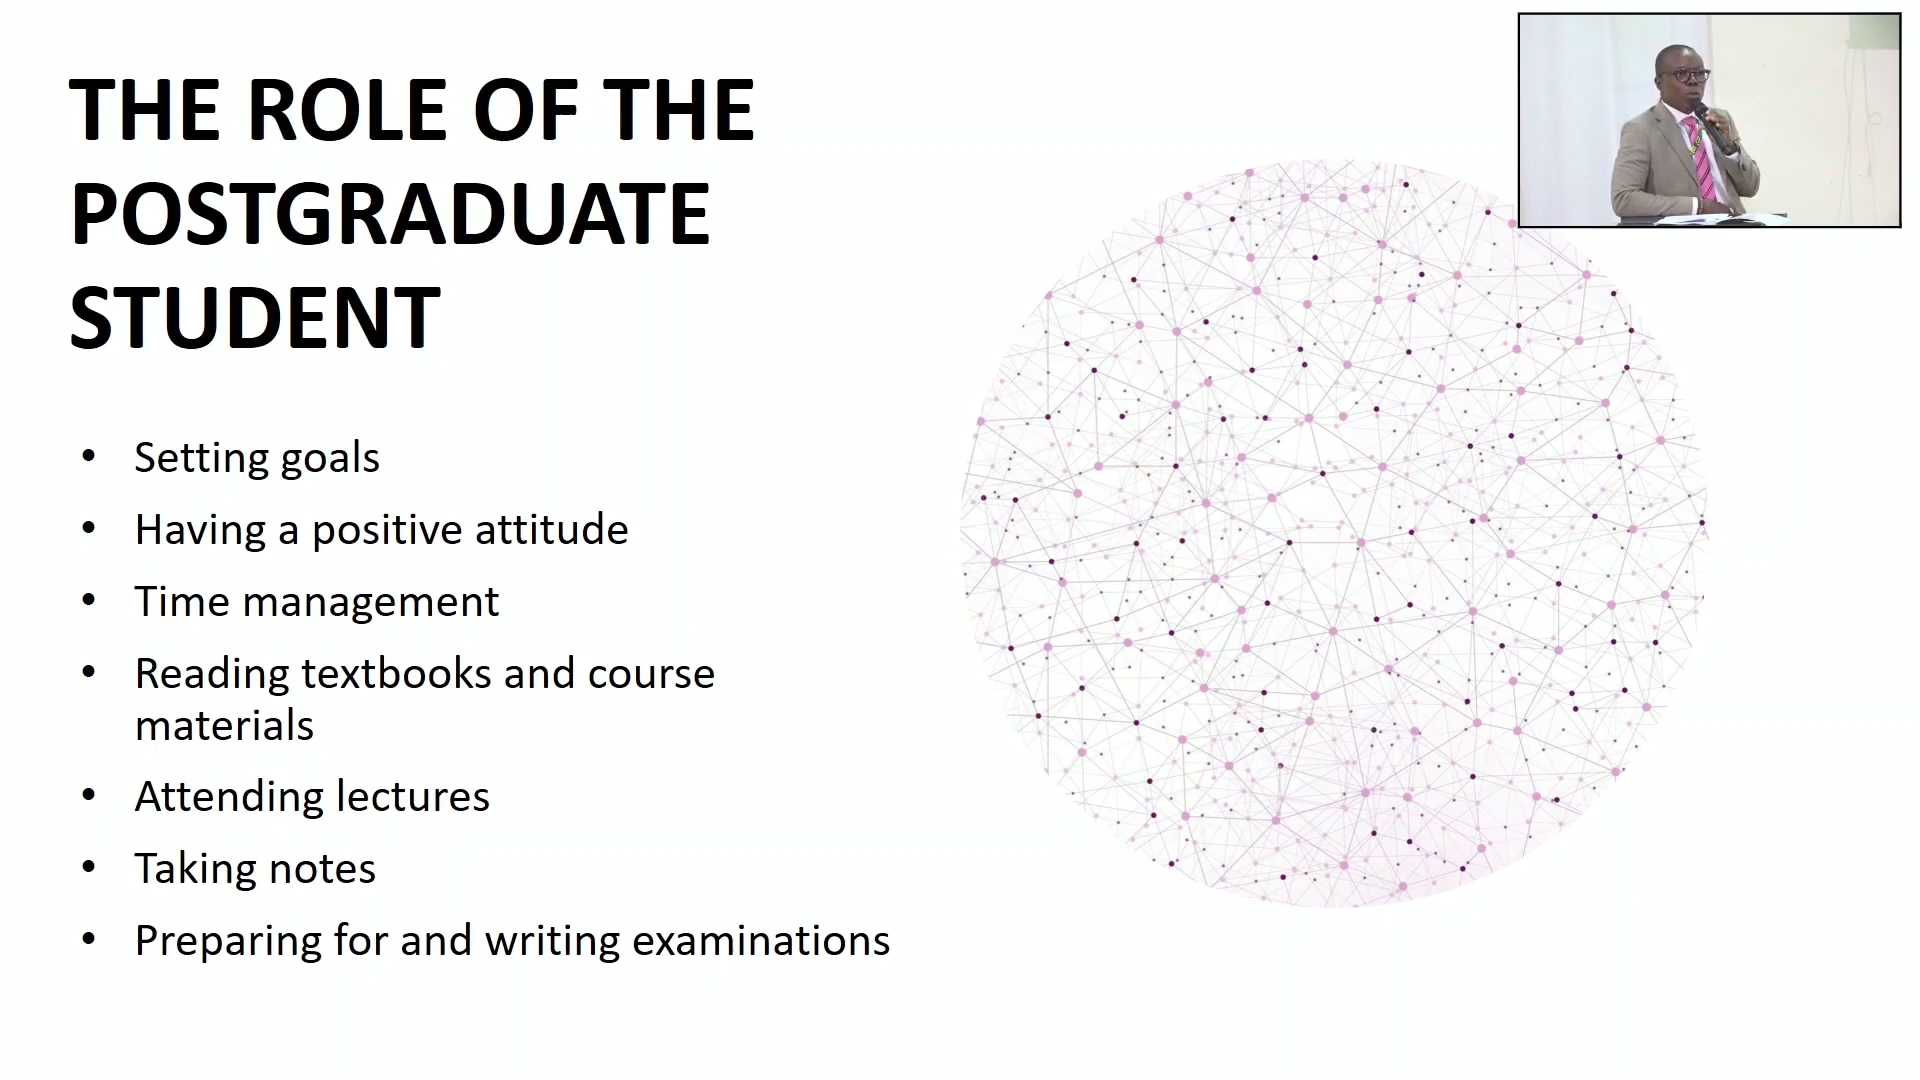 THE ROLE OF THE
POSTGRADUATE
STUDENT
• Setting goals
• Having a positive attitude
• Time management
• Reading textbooks and course
materials
• Attending lectures
• Taking notes
• Preparing for and writing examinations